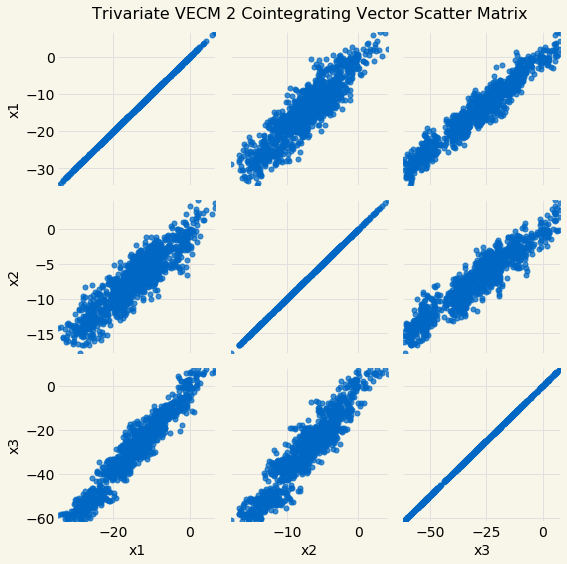 Trivariate VECM 2 Cointegrating Vector Scatter Matrix
0
−10
−20
−30
x1
0
−5
−10
−15
x2
0
−20
−40
−60
x3
−20 0
−10 0
−50 −25 0
x1 x2 x3